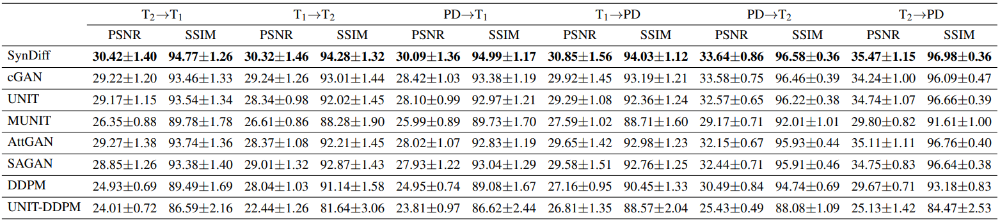 T₂→T₁ T₁→T₂ PD→T₁ T₁→PD PD→T₂ T₂→PD
PSNR SSIM PSNR SSIM PSNR SSIM PSNR SSIM PSNR SSIM PSNR SSIM
SynDiff 30.42±1.40 94.77±1.26 30.32±1.46 94.28±1.32 30.09±1.36 94.99±1.17 30.85±1.56 94.03±1.12 33.64±0.86 96.58±0.36 35.47±1.15 96.98±0.36
cGAN 29.22±1.20 93.46±1.33 29.24±1.26 93.01±1.44 28.42±1.03 93.38±1.19 29.92±1.45 93.19±1.21 33.58±0.75 96.46±0.39 34.24±1.00 96.09±0.47
UNIT 29.17±1.15 93.54±1.34 28.34±0.98 92.02±1.45 28.10±0.99 92.97±1.21 29.29±1.08 92.36±1.24 32.57±0.65 96.22±0.38 34.74±1.07 96.66±0.39
MUNIT 26.35±0.88 89.78±1.78 26.61±0.86 88.28±1.90 25.99±0.89 89.73±1.70 27.59±1.02 88.71±1.60 29.17±0.71 92.01±1.01 29.80±0.82 91.61±1.00
AttGAN 29.27±1.38 93.74±1.36 28.37±1.08 92.21±1.45 28.02±1.07 92.83±1.19 29.65±1.42 92.98±1.23 32.15±0.67 95.93±0.44 35.11±1.11 96.76±0.40
SAGAN 28.85±1.26 93.38±1.40 29.01±1.32 92.87±1.43 27.93±1.22 93.04±1.29 29.58±1.51 92.76±1.25 32.44±0.71 95.91±0.46 34.75±0.83 96.64±0.38
DDPM 24.93±0.69 89.49±1.69 28.04±1.03 91.14±1.58 24.95±0.74 89.08±1.67 27.16±0.95 90.45±1.33 30.49±0.84 94.74±0.69 29.67±0.71 93.18±0.83
UNIT-DDPM 24.01±0.72 86.59±2.16 22.44±1.26 81.64±3.06 23.81±0.97 86.62±2.44 26.81±1.35 88.57±2.04 25.43±0.49 88.08±1.09 25.13±1.42 84.47±2.53